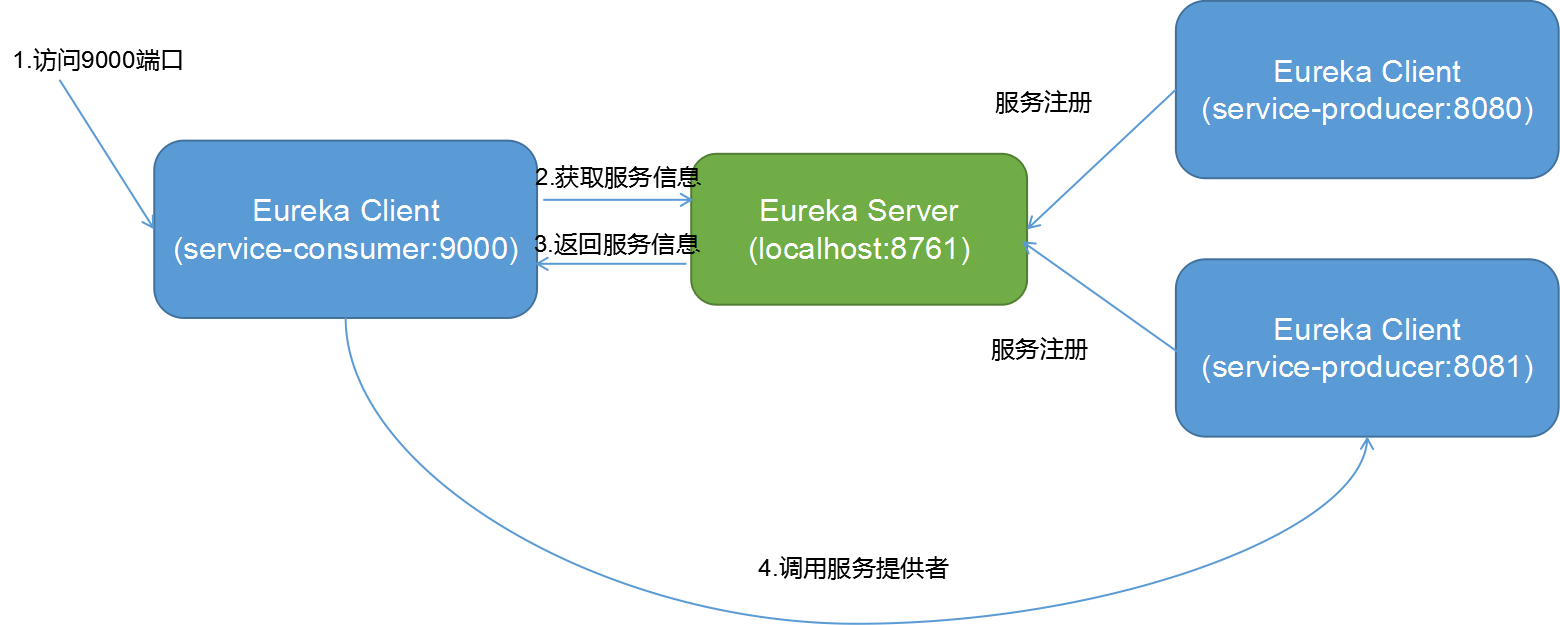 1.访问9000端口
Eureka Client
(service-consumer:9000)
2.获取服务信息
3.返回服务信息
Eureka Server
(localhost:8761)
服务注册
Eureka Client
(service-producer:8080)
服务注册
Eureka Client
(service-producer:8081)
4.调用服务提供者